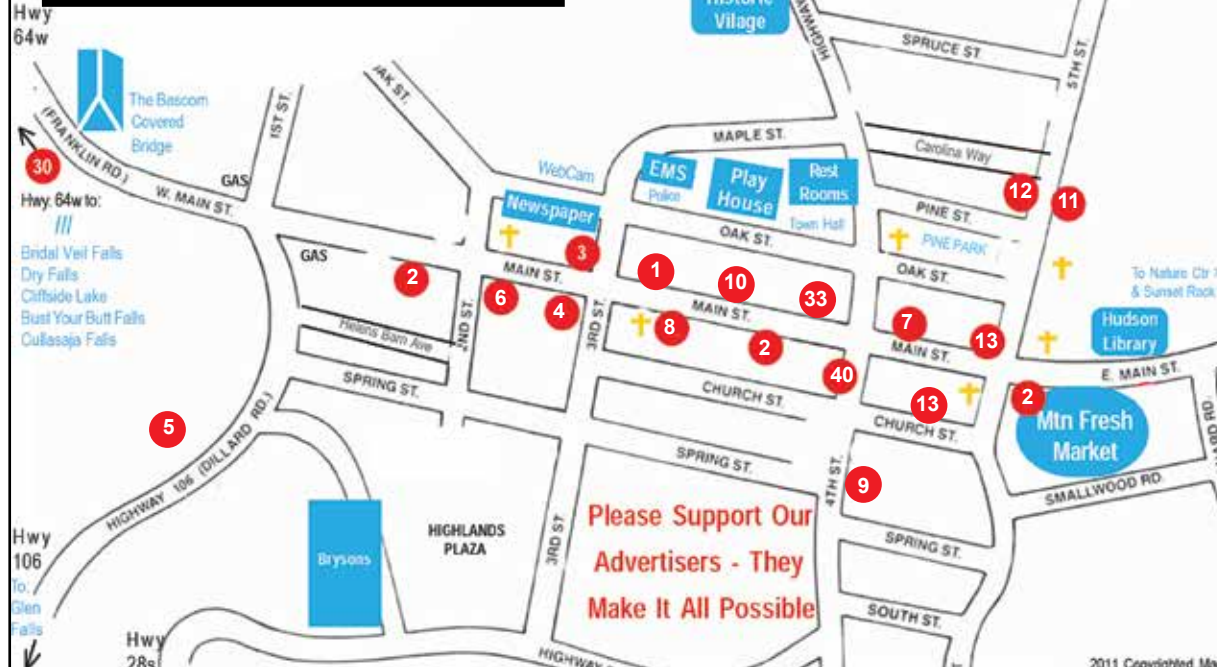 Hwy
64w
Historic
Vilage
HIGHWAY
SPRUCE ST
5TH ST.
The Bascom
Covered
Bridge
1ST ST.
MAPLE ST.
Carolina Way
(FRANKLIN RD.)
30
WebCam
EMS
Police
Play
House
Rest
Rooms
Town Hall
12
11
GAS
W. MAIN ST.
Hwy. 64w to:
///
Bridal Veil Falls
Dry Falls
Cliffside Lake
Bust Your Butt Falls
Cullasaja Falls
Newspaper
PINE ST.
PINE PARK
OAK ST.
OAK ST.
GAS
2
3
MAIN ST.
6
4
1
10
33
To Nature Ctr
& Sunset Rock
Hudson
Library
2ND ST.
3RD ST.
MAIN ST.
8
2
7
13
MAIN ST.
E. MAIN ST.
Helens Barn Ave
SPRING ST.
CHURCH ST.
40
13
CHURCH ST.
2
Mtn Fresh
Market
5
HIGHWAY 106 (DILLARD RD.)
SPRING ST.
4TH ST.
9
SMALLWOOD RD.
Hwy
106
To:
Glen
Falls
Brysons
HIGHLANDS
PLAZA
3RD ST
Please Support Our
Advertisers - They
Make It All Possible
SPRING ST.
SOUTH ST.
Hwy
28s
HIGHWAY
2011 Copyrighted